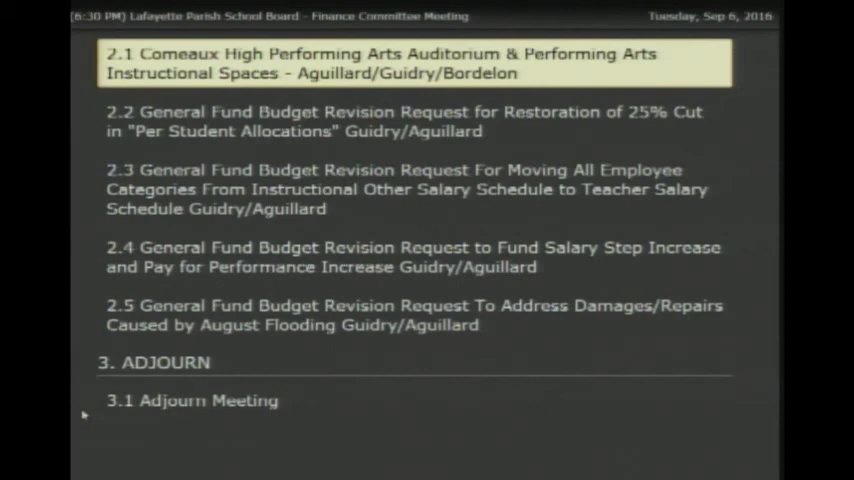 (6:30 PM) Lafayette Parish School Board - Finance Committee Meeting
Tuesday, Sep 6, 2016
2.1 Comeaux High Performing Arts Auditorium & Performing Arts
Instructional Spaces - Aguillard/Guidry/Bordelon
2.2 General Fund Budget Revision Request for Restoration of 25% Cut
in "Per Student Allocations" Guidry/Aguillard
2.3 General Fund Budget Revision Request For Moving All Employee
Categories From Instructional Other Salary Schedule to Teacher Salary
Schedule Guidry/Aguillard
2.4 General Fund Budget Revision Request to Fund Salary Step Increase
and Pay for Performance Increase Guidry/Aguillard
2.5 General Fund Budget Revision Request To Address Damages/Repairs
Caused by August Flooding Guidry/Aguillard
3. ADJOURN
3.1 Adjourn Meeting